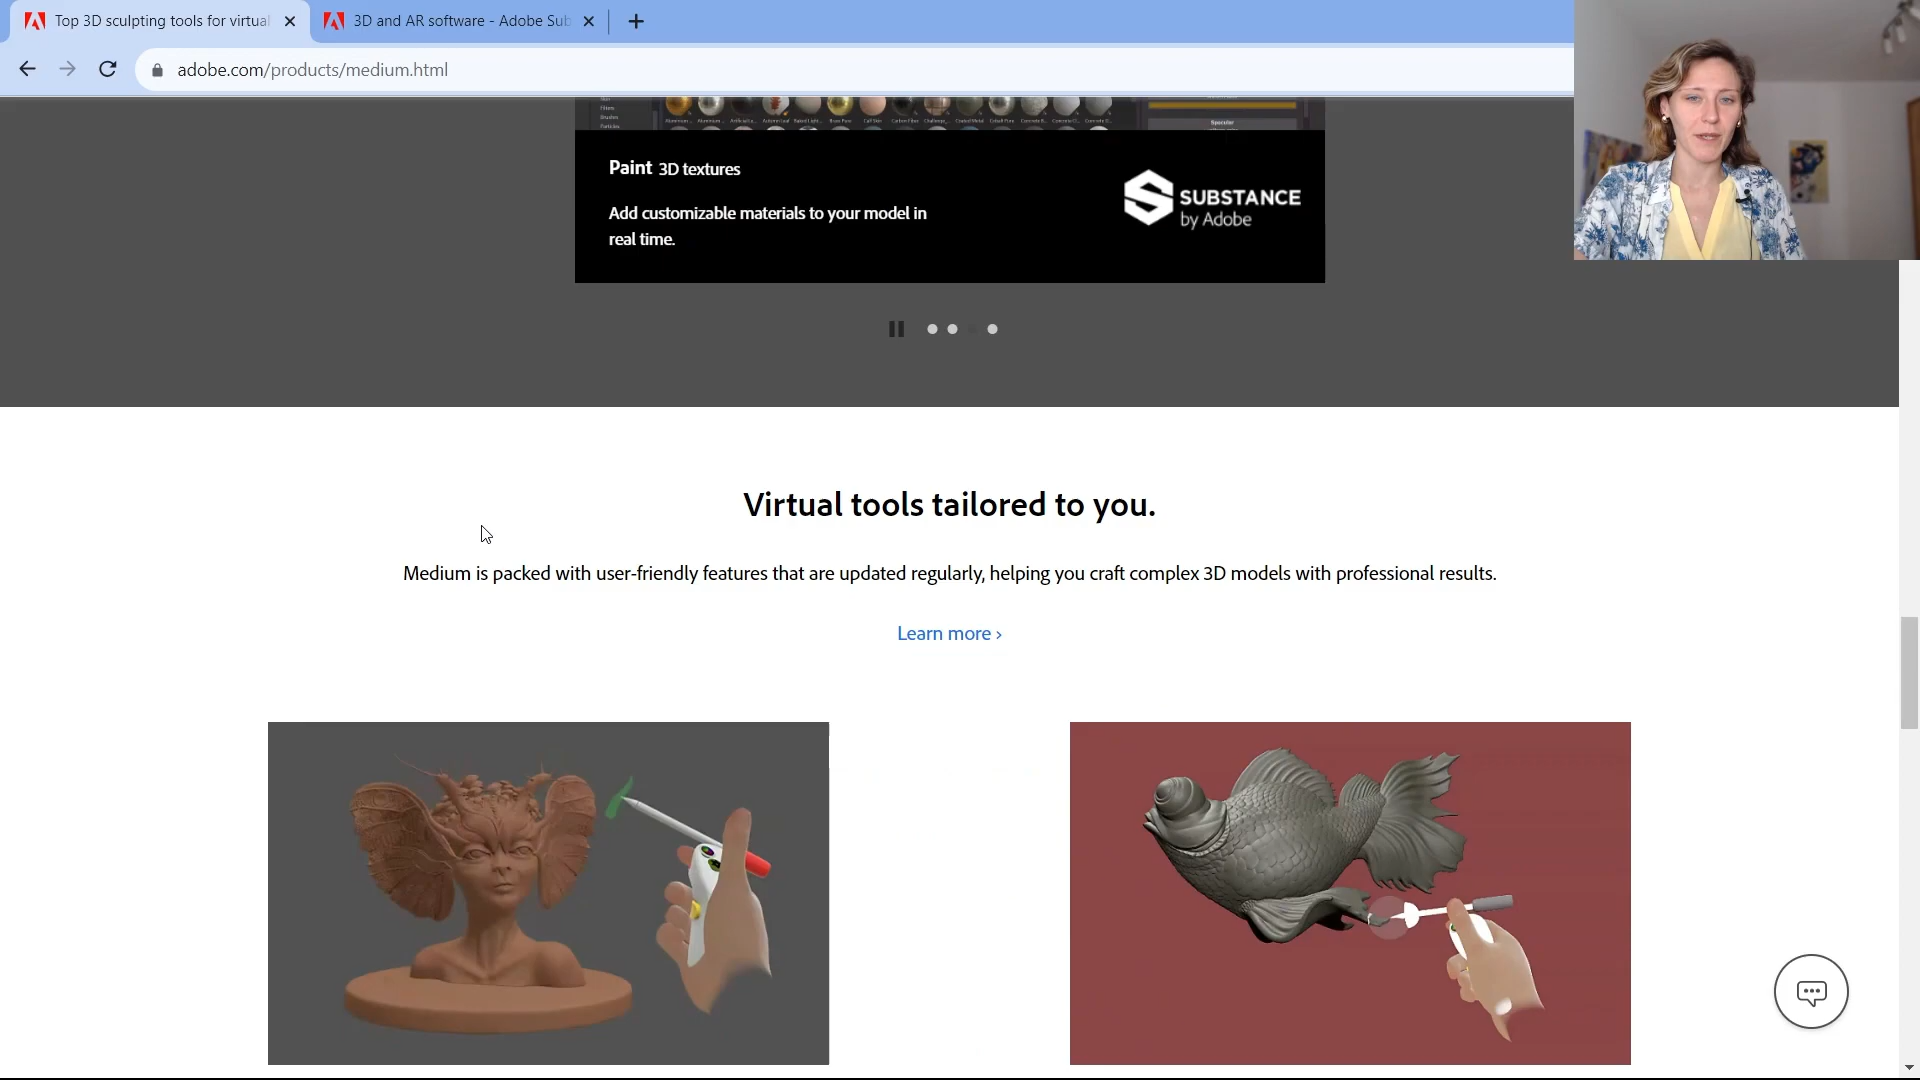 Top 3D sculpting tools for virtual
3D and AR software - Adobe Sub
adobe.com/products/medium.html
Specular
Paint 3D textures
SUBSTANCE
by Adobe
Add customizable materials to your model in
real time.
Virtual tools tailored to you.
Medium is packed with user-friendly features that are updated regularly, helping you craft complex 3D models with professional results.
Learn more ›